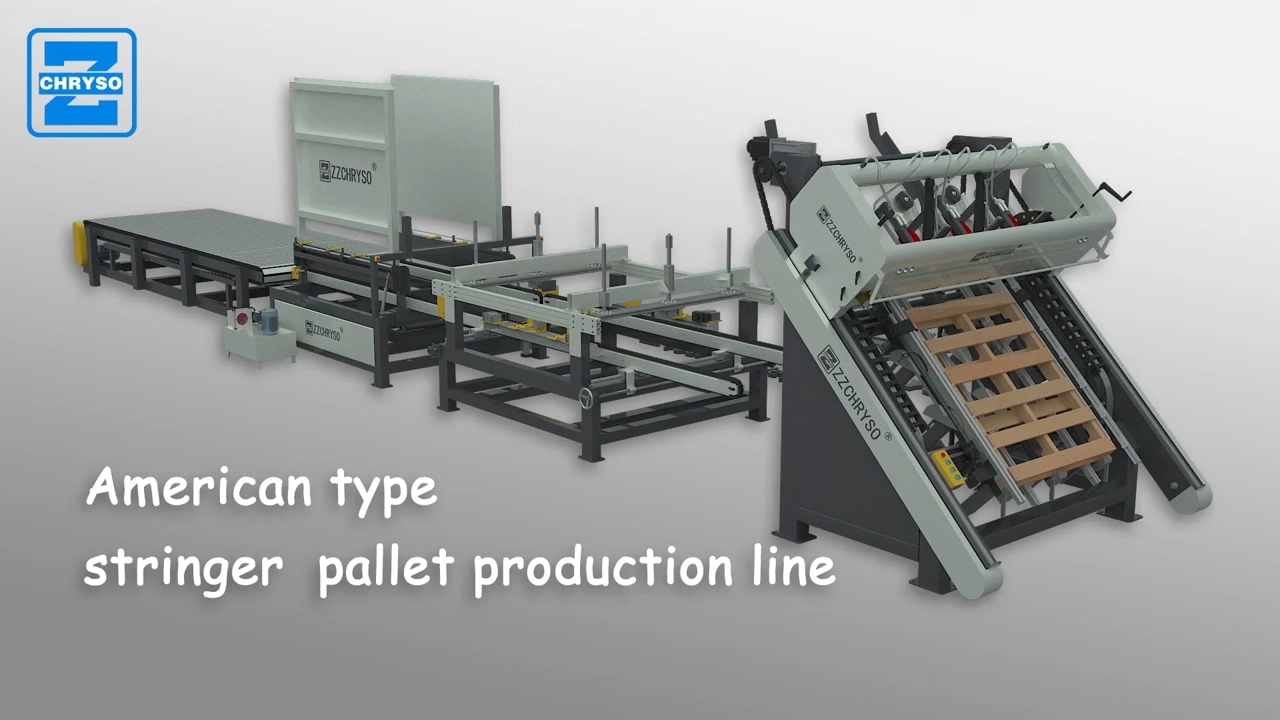 CHRYSO
ZZCHRYSO®
ZZCHRYSO®
ZZCHRYSO®
ZZCHRYSO®
American type
stringer pallet production line